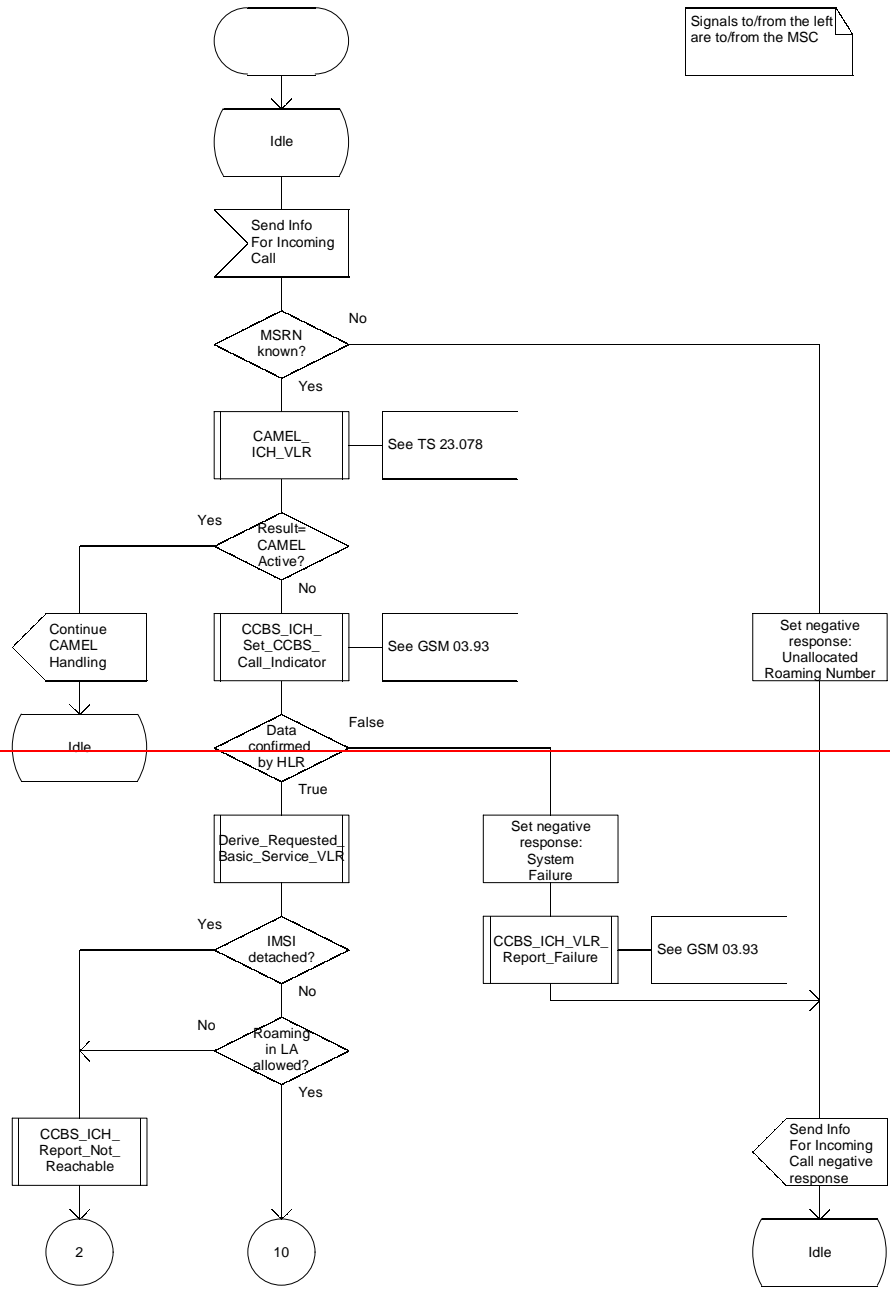 Signals to/from the left
are to/from the MSC
Idle
Send Info
For Incoming
Call
No
MSRN
known?
Yes
CAMEL_
ICH_VLR
See TS 23.078
Yes
Result=
CAMEL
Active?
No
Continue
CAMEL
Handling
CCBS_ICH_
Set_CCBS_
Call_Indicator
See GSM 03.93
Set negative
response:
Unallocated
Roaming Number
Idle
Data
confirmed
by HLR
False
True
Derive_Requested_
Basic_Service_VLR
Set negative
response:
System
Failure
Yes
IMSI
detached?
No
CCBS_ICH_VLR_
Report_Failure
See GSM 03.93
No
Roaming
in LA
allowed?
Yes
CCBS_ICH_
Report_Not_
Reachable
Send Info
For Incoming
Call negative
response
2
10
Idle